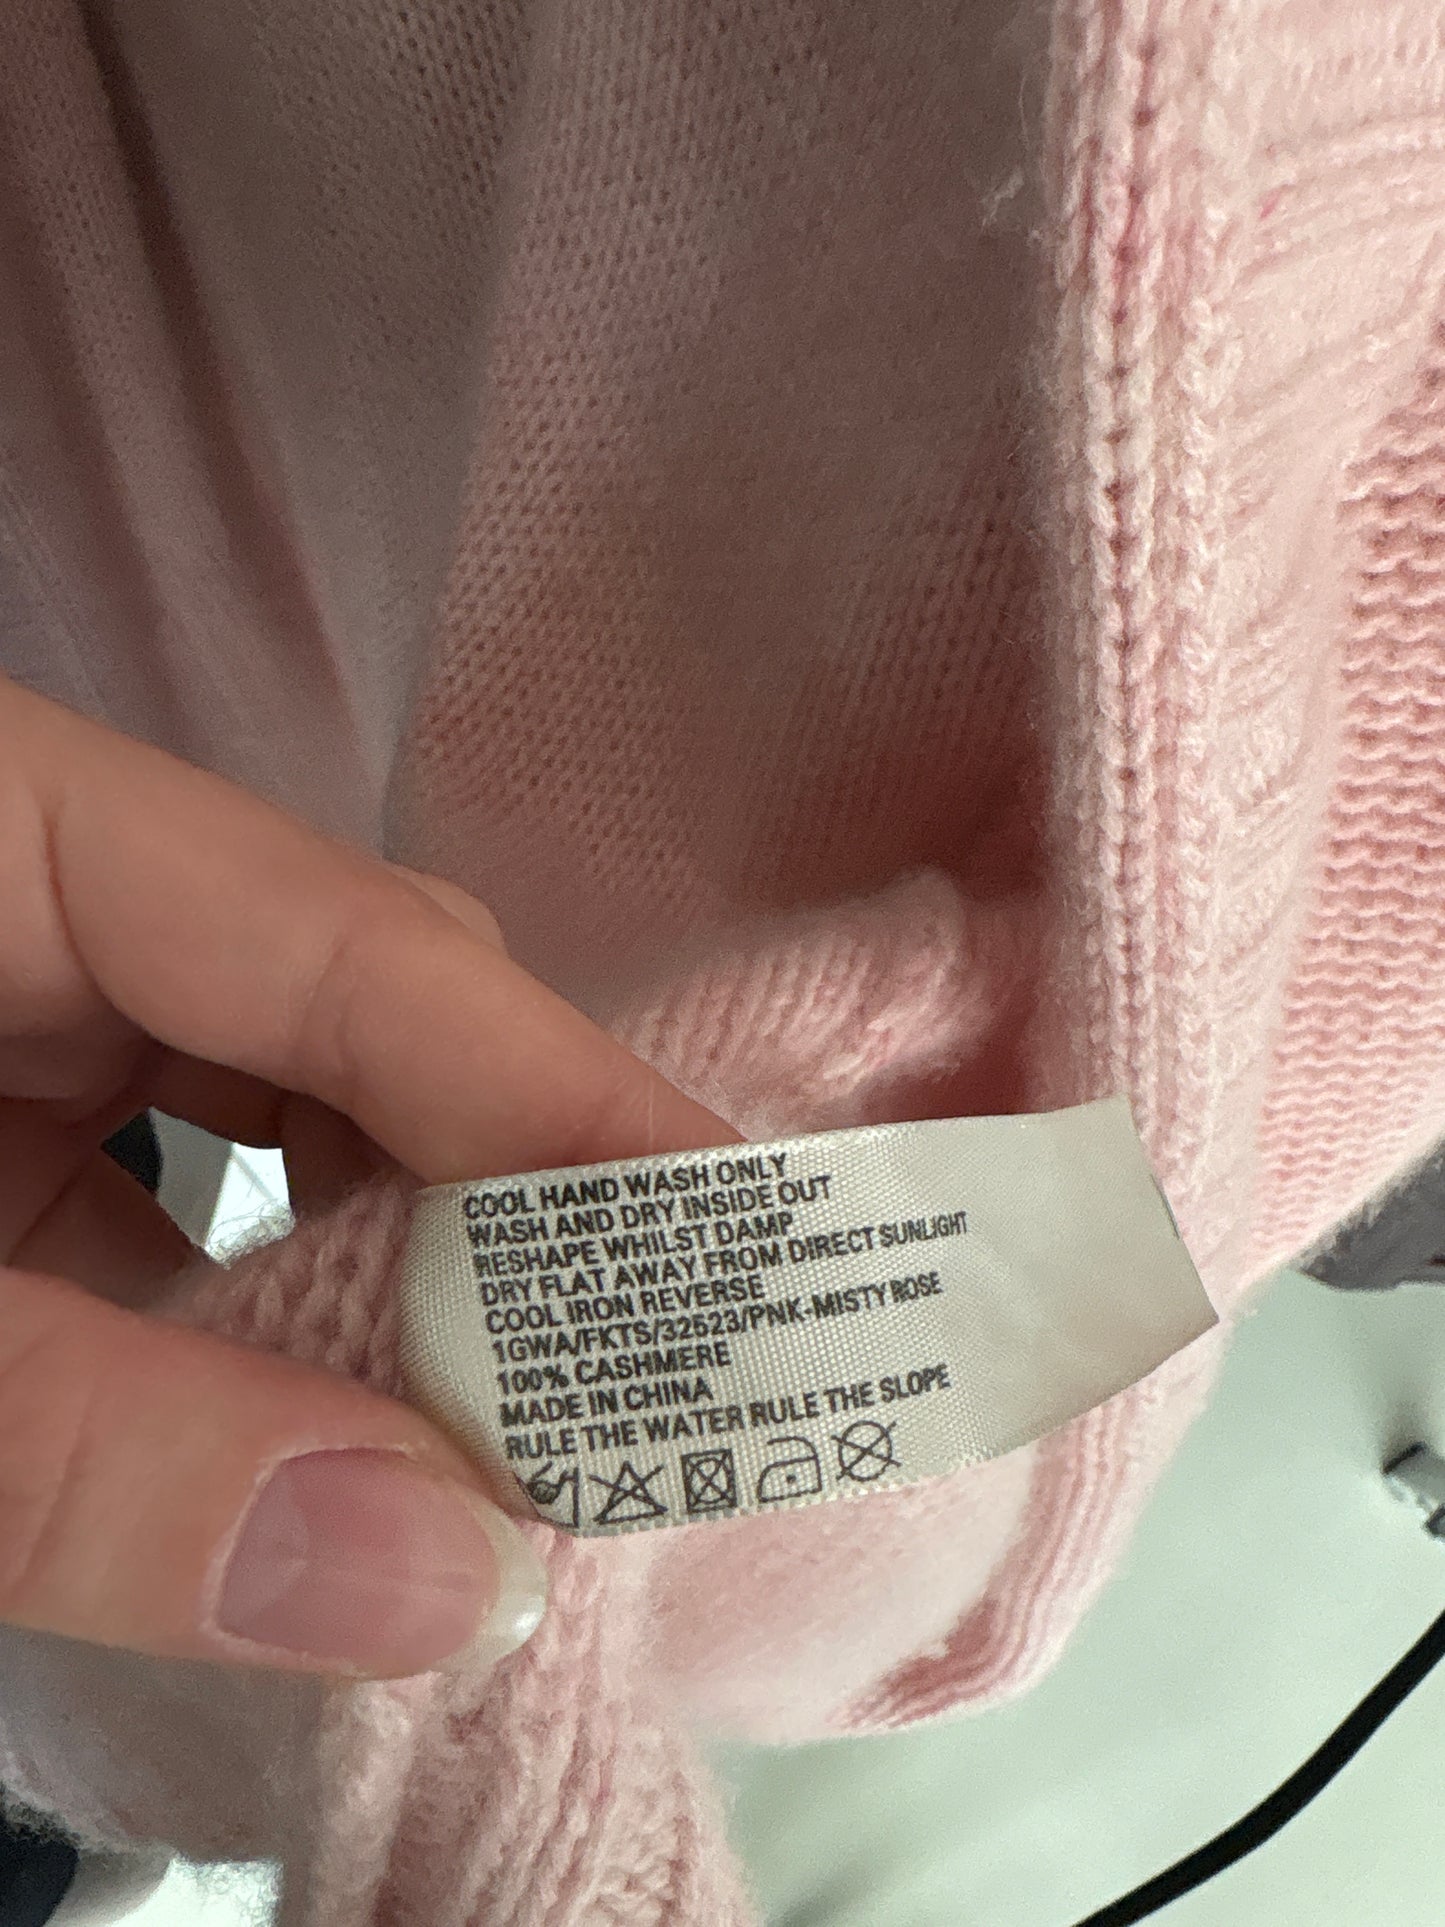 COOL HAND WASH ONLY
WASH AND DRY INSIDE OUT
RESHAPE WHILST DAMP
DRY FLAT AWAY FROM DIRECT SUNLIGHT
COOL IRON REVERSE
1GWA/FKTS/32523/PNK-MISTY ROSE
100% CASHMERE
MADE IN CHINA
RULE THE WATER RULE THE SLOPE